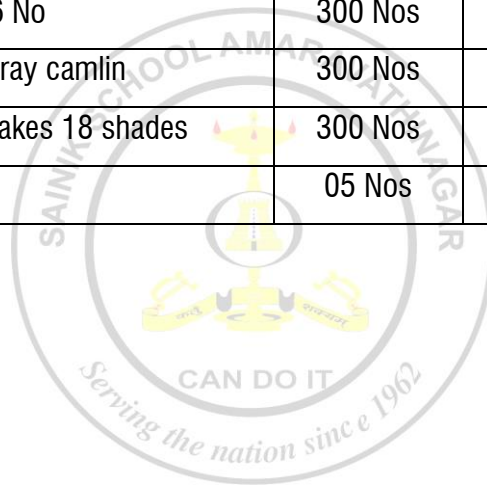 6 No 300 Nos
ray camlin 300 Nos
akes 18 shades 300 Nos
05 Nos
SAINIK SCHOOL AMARAVATHINAGAR
CAN DO IT
Serving the nation since 1962